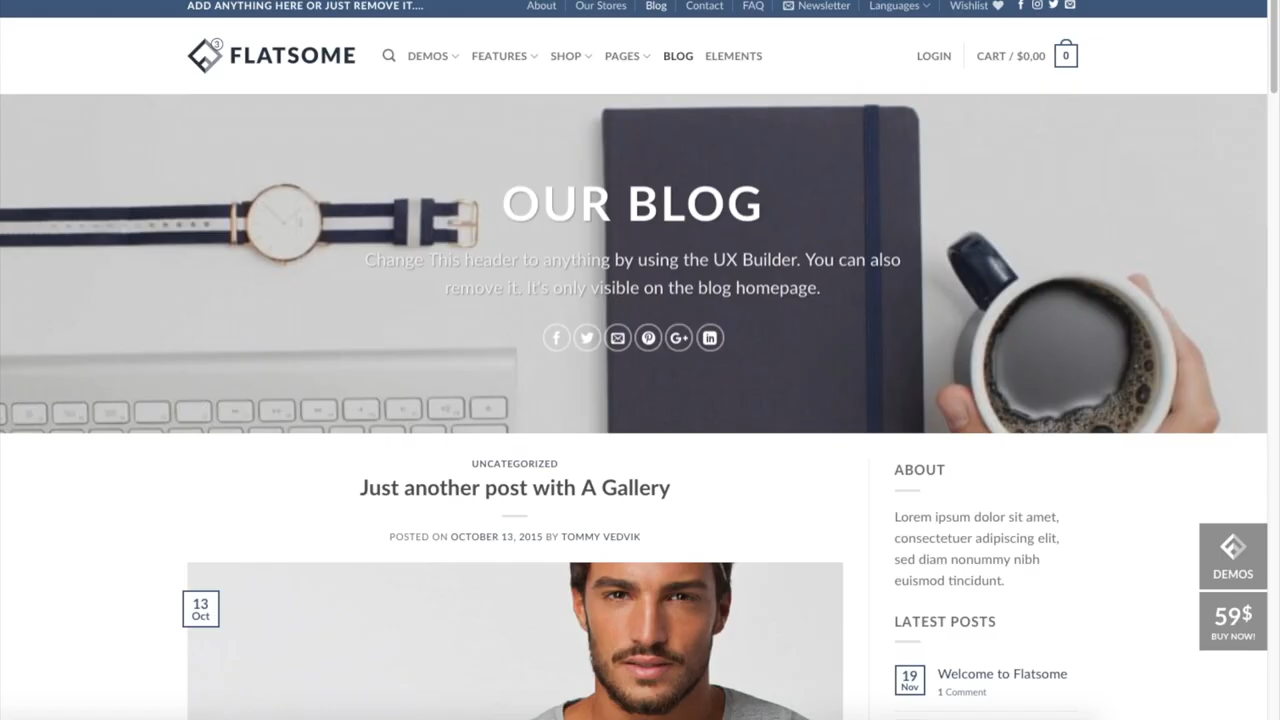 ADD ANYTHING HERE OR JUST REMOVE IT....
About
Our Stores
Blog
Contact
FAQ
Newsletter
Languages
Wishlist
3
FLATSOME
DEMOS
FEATURES
SHOP
PAGES
BLOG
ELEMENTS
LOGIN
CART / $0,00
0
OUR BLOG
Change This header to anything by using the UX Builder. You can also
remove it. It's only visible on the blog homepage.
UNCATEGORIZED
Just another post with A Gallery
POSTED ON OCTOBER 13, 2015 BY TOMMY VEDVIK
13
Oct
ABOUT
Lorem ipsum dolor sit amet,
consectetuer adipiscing elit,
sed diam nonummy nibh
euismod tincidunt.
LATEST POSTS
19
Nov
Welcome to Flatsome
1 Comment
DEMOS
59$
BUY NOW!